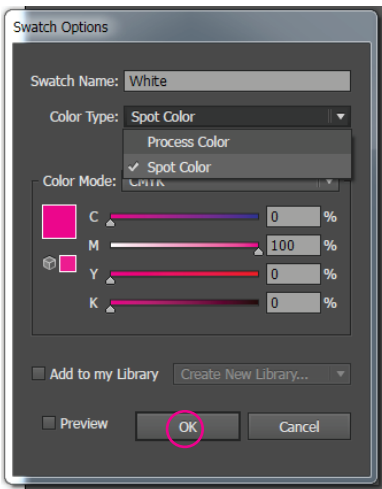 Swatch Options
Swatch Name: White
Color Type: Spot Color
Process Color
✓ Spot Color
Color Mode: CMYK
C 0 %
M 100 %
Y 0 %
K 0 %
Add to my Library Create New Library...
Preview OK Cancel